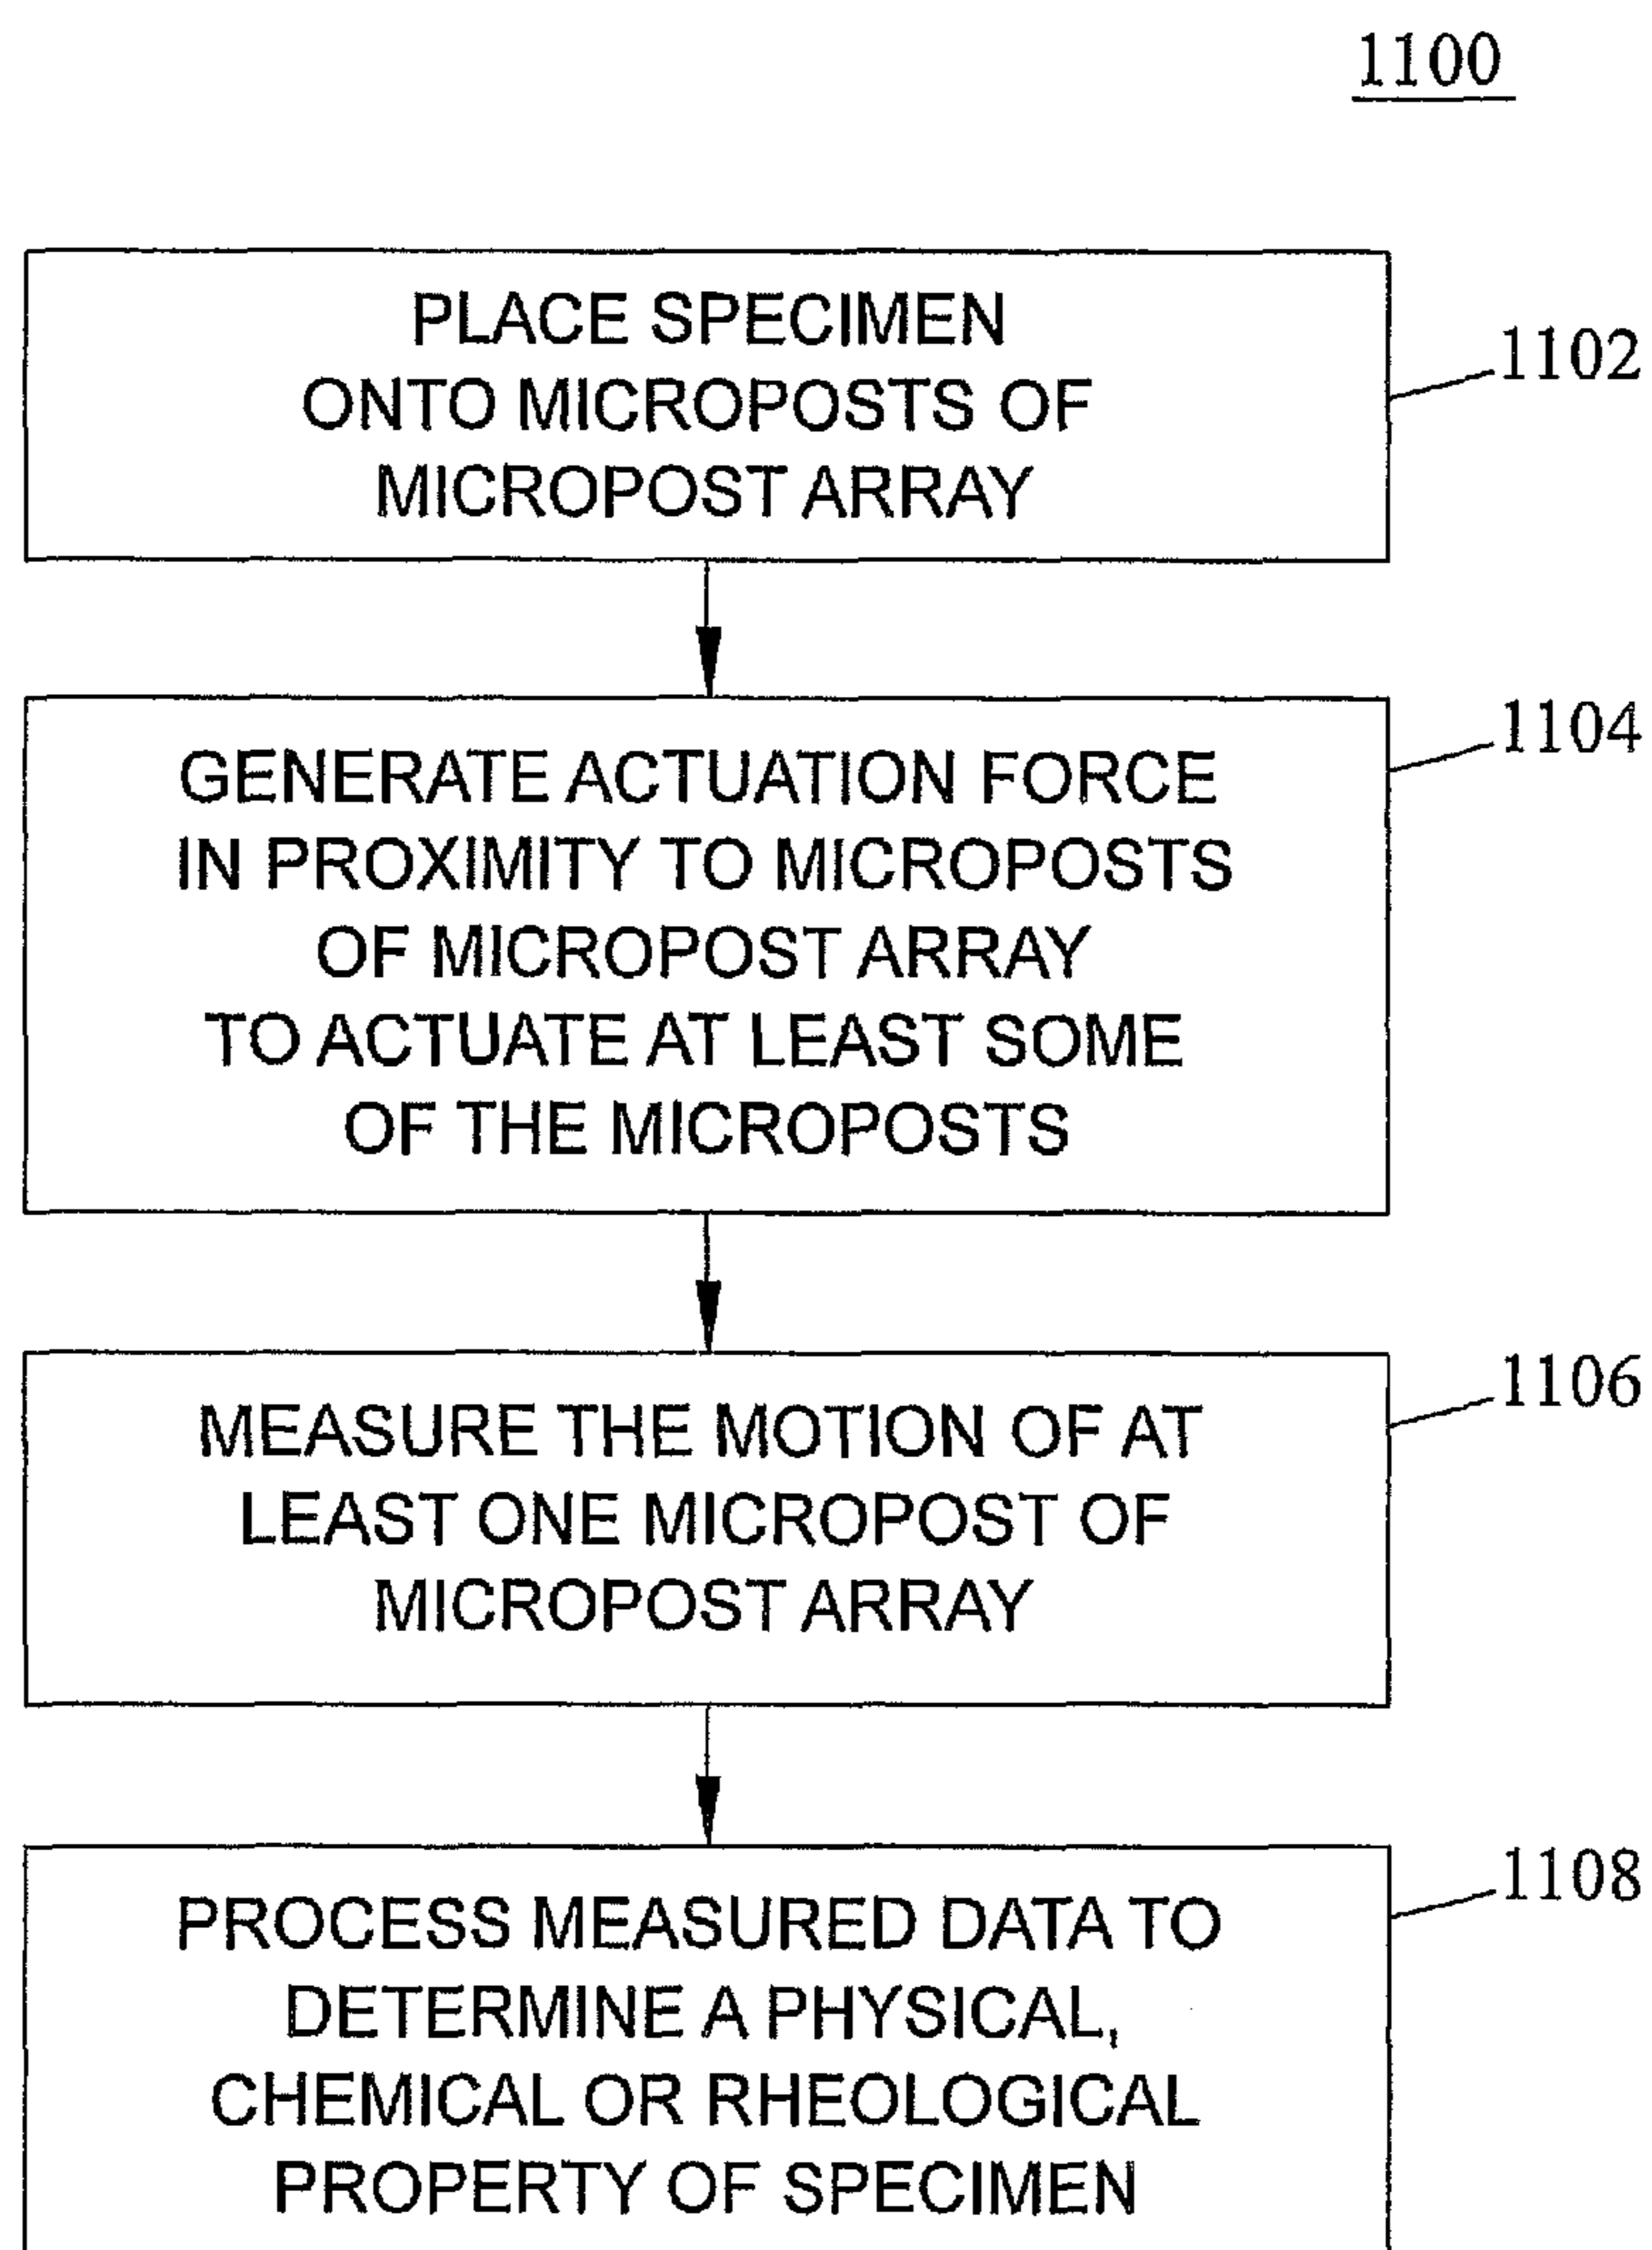 1100
PLACE SPECIMEN
ONTO MICROPOSTS OF
MICROPOST ARRAY
1102
GENERATE ACTUATION FORCE
IN PROXIMITY TO MICROPOSTS
OF MICROPOST ARRAY
TO ACTUATE AT LEAST SOME
OF THE MICROPOSTS
1104
MEASURE THE MOTION OF AT
LEAST ONE MICROPOST OF
MICROPOST ARRAY
1106
PROCESS MEASURED DATA TO
DETERMINE A PHYSICAL,
CHEMICAL OR RHEOLOGICAL
PROPERTY OF SPECIMEN
1108